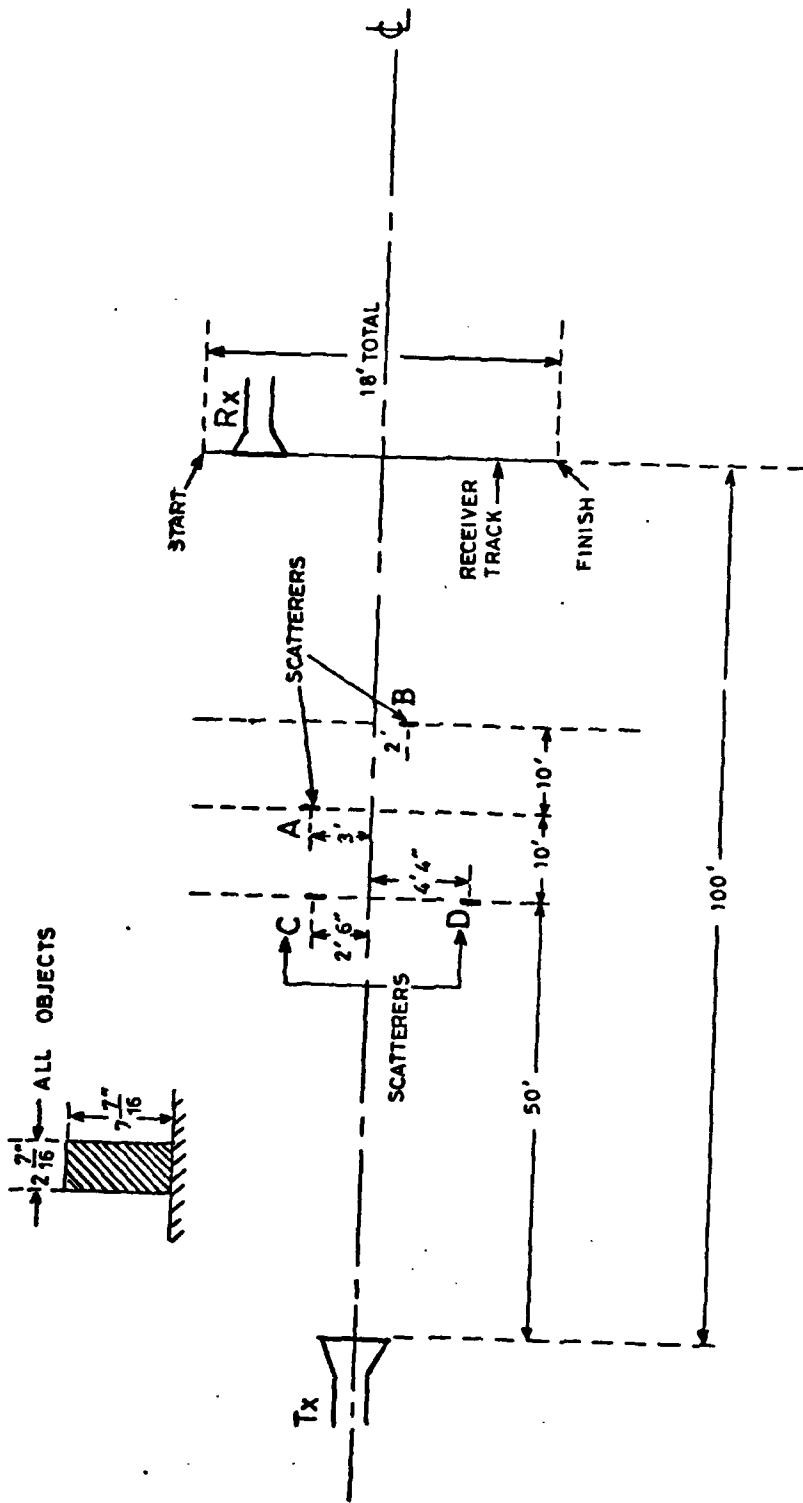 2 7/16"
ALL OBJECTS
7 7/16"
Tx
START
Rx
18' TOTAL
℄
SCATTERERS
A
3'
B
2'
C
2' 6"
D
4' 4"
SCATTERERS
RECEIVER
TRACK
FINISH
10'
10'
50'
100'